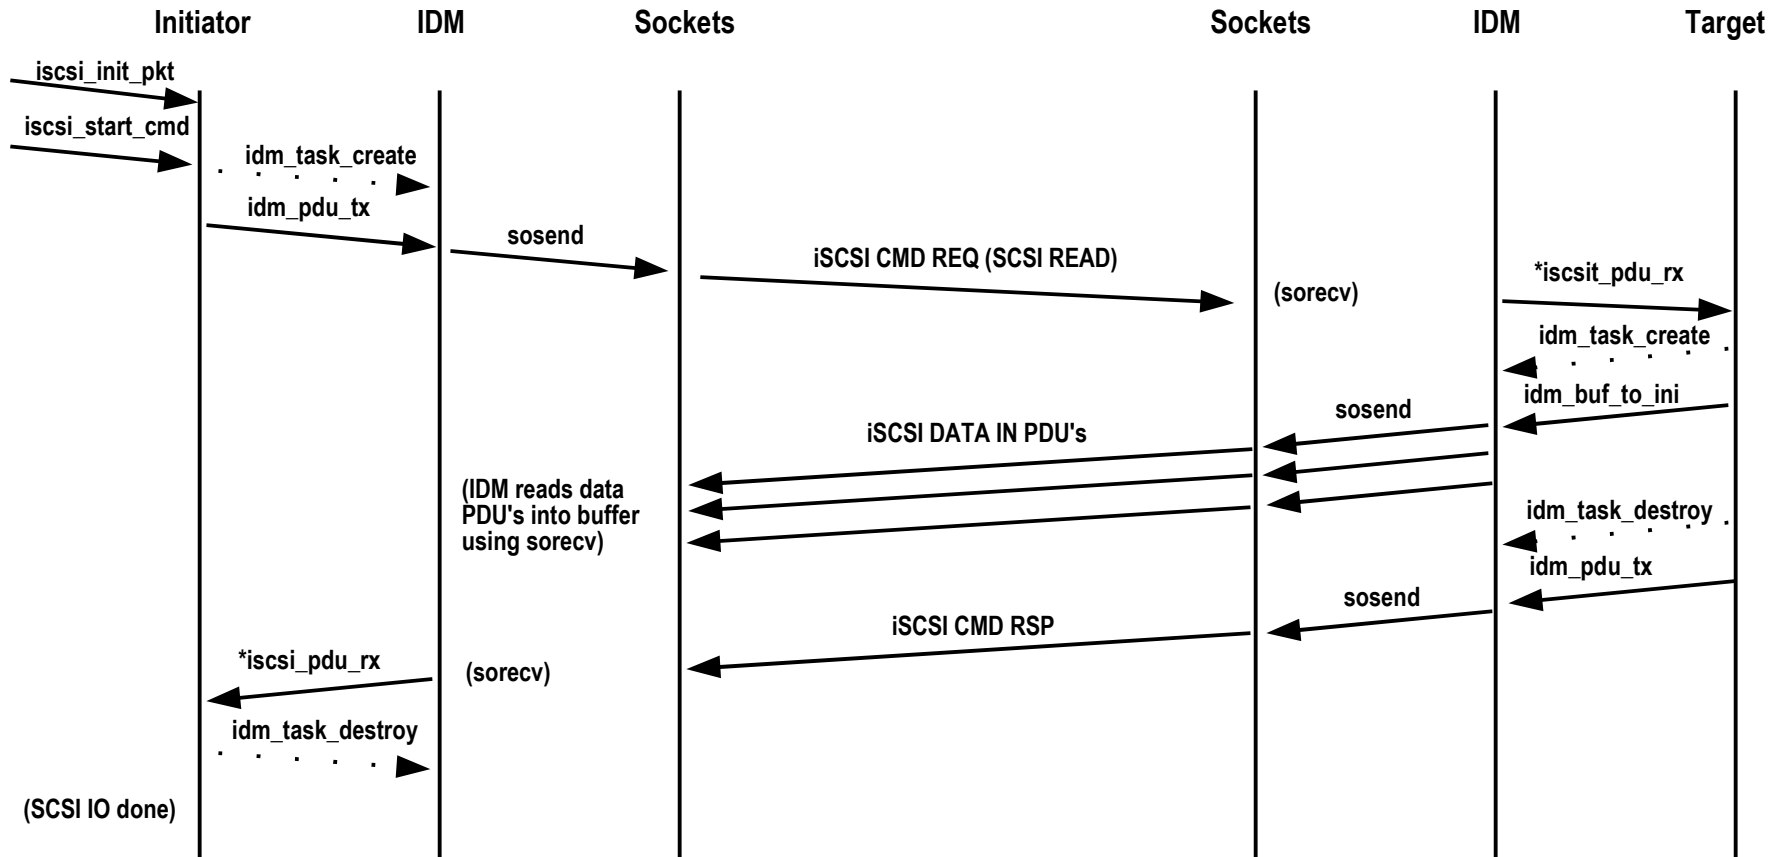 Initiator
IDM
Sockets
Sockets
IDM
Target
iscsi_init_pkt
iscsi_start_cmd
idm_task_create
idm_pdu_tx
sosend
iSCSI CMD REQ (SCSI READ)
(sorecv)
*iscsit_pdu_rx
idm_task_create
idm_buf_to_ini
sosend
iSCSI DATA IN PDU's
(IDM reads data
PDU's into buffer
using sorecv)
idm_task_destroy
idm_pdu_tx
sosend
iSCSI CMD RSP
*iscsi_pdu_rx
(sorecv)
idm_task_destroy
(SCSI IO done)